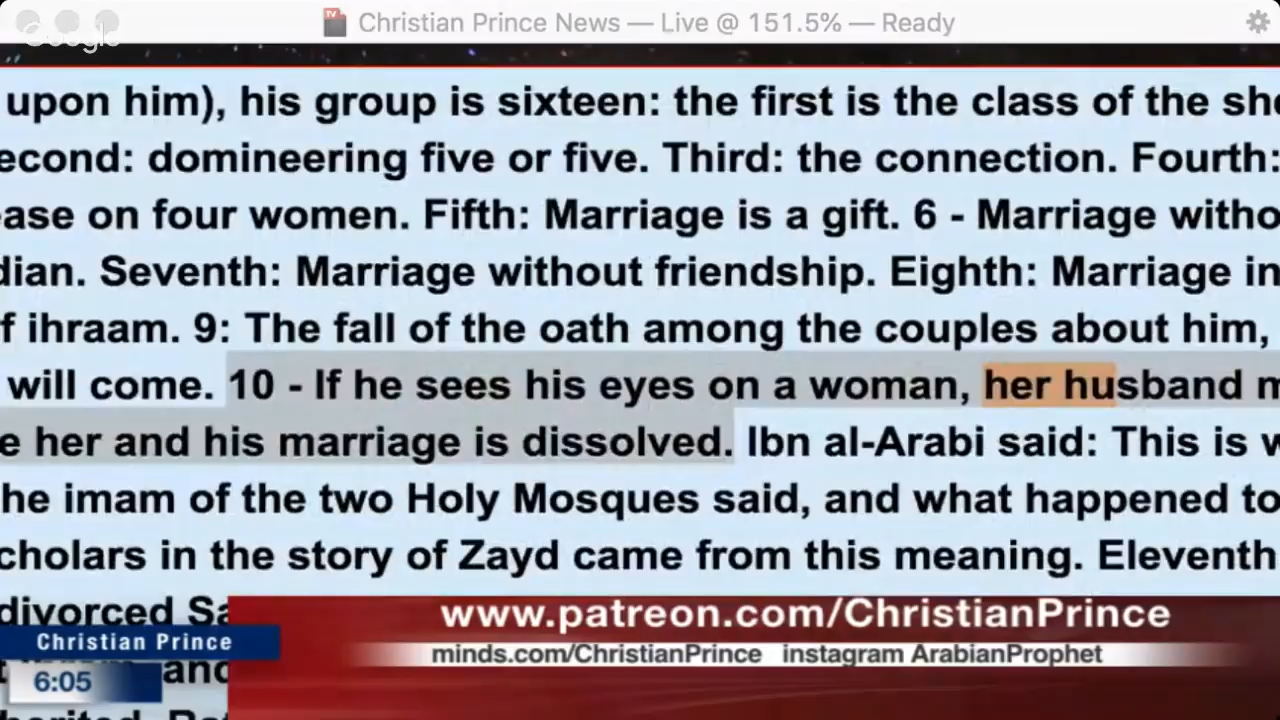 Christian Prince News — Live @ 151.5% — Ready
Google
upon him), his group is sixteen: the first is the class of the
second: domineering five or five. Third: the connection. Fourth:
ease on four women. Fifth: Marriage is a gift. 6 - Marriage
dian. Seventh: Marriage without friendship. Eighth: Marriage in
f ihraam. 9: The fall of the oath among the couples about him,
will come. 10 - If he sees his eyes on a woman, her husband
e her and his marriage is dissolved. Ibn al-Arabi said: This is
he imam of the two Holy Mosques said, and what happened to
cholars in the story of Zayd came from this meaning. Eleventh
divorced
www.patreon.com/ChristianPrince
Christian Prince
minds.com/ChristianPrince instagram ArabianProphet
6:05